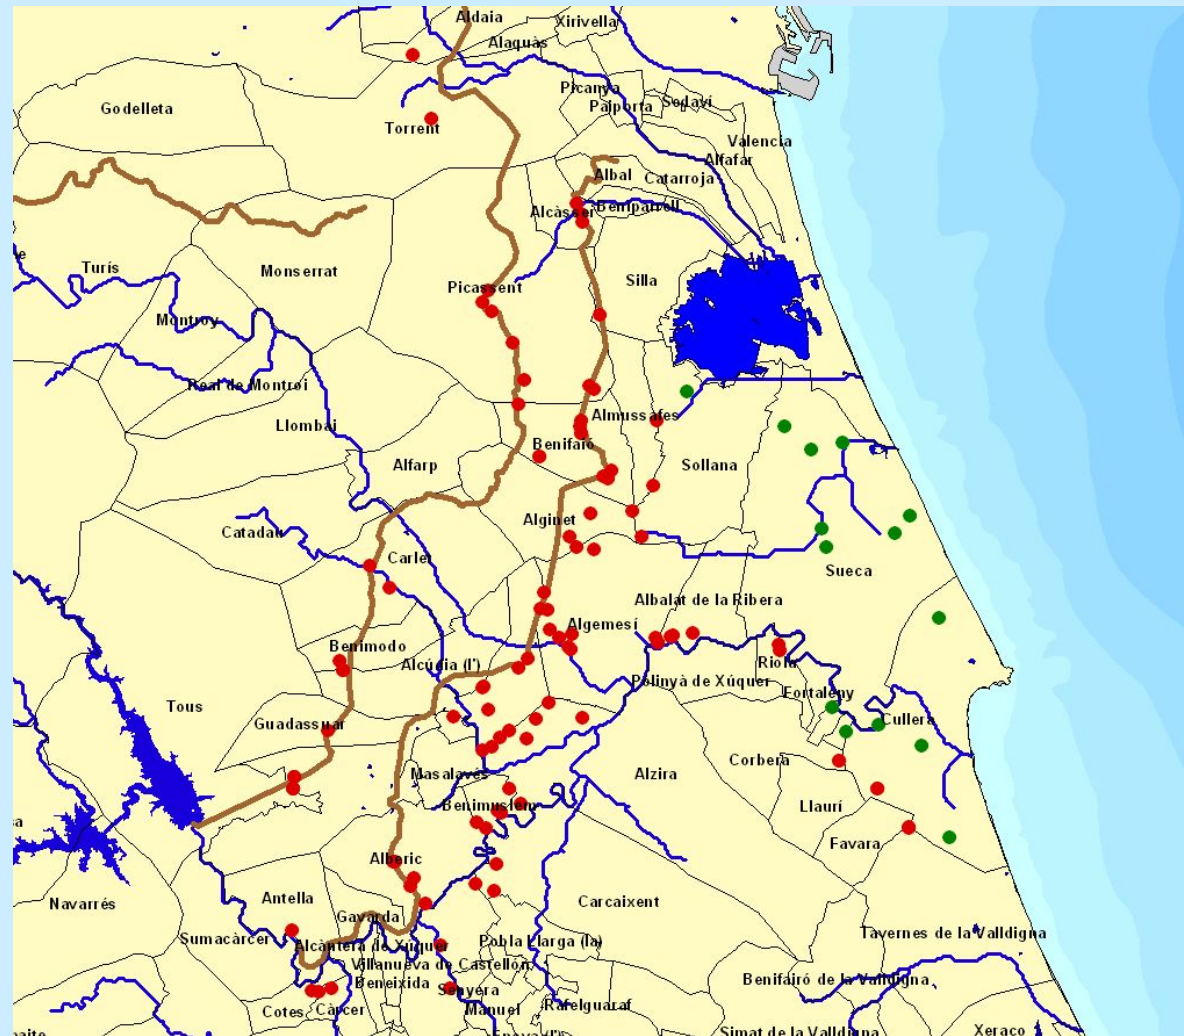 Aldaia
Xirivella
Alaquàs
Picanya
Paiporta
Sedaví
Godelleta
Torrent
Valencia
Alfafar
Albal
Catarroja
Alcàsser
Beniparrell
Turís
Monserrat
Silla
Picassent
Montroy
Real de Montroi
Llombai
Almussafes
Benifaió
Alfarp
Sollana
Alginet
Catadau
Carlet
Sueca
Albalat de la Ribera
Algemesí
Benimodo
Alcúdia (l')
Riola
Polinyà de Xúquer
Fortaleny
Tous
Guadassuar
Cullera
Corbera
Masalavés
Alzira
Benimuslem
Llaurí
Favara
Alberic
Antella
Navarrés
Carcaixent
Gavarda
Sumacàrcer
Alcàntera de Xúquer
Pobla Llarga (la)
Tavernes de la Valldigna
Villanueva de Castellón
Beneixida
Senyera
Benifairó de la Valldigna
Cotes
Càrcer
Manuel
Rafelguaraf
Enova (l')
Simat de la Valldigna
Xeraco